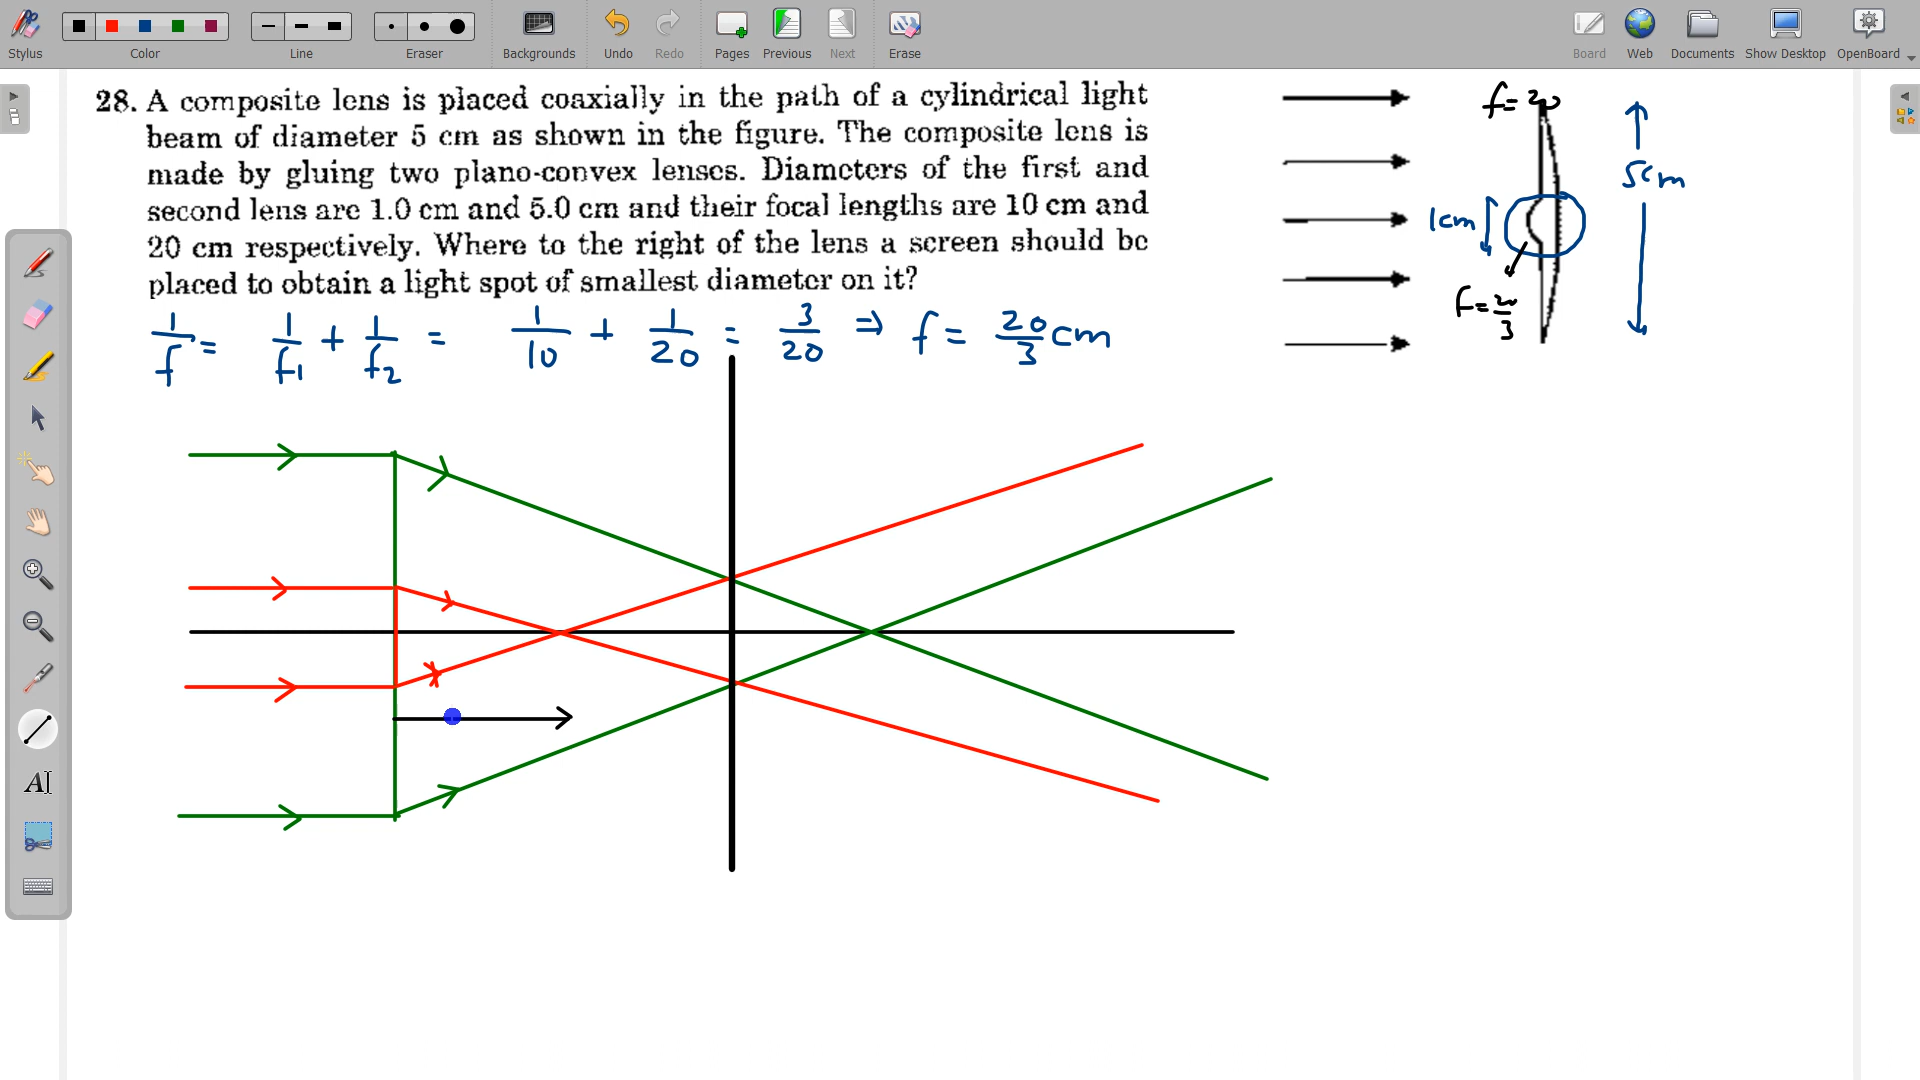 Stylus Color Line Eraser Backgrounds Undo Redo Pages Previous Next Erase Board Web Documents Show Desktop OpenBoard
28. A composite lens is placed coaxially in the path of a cylindrical light
beam of diameter 5 cm as shown in the figure. The composite lens is
made by gluing two plano-convex lenses. Diameters of the first and
second lens are 1.0 cm and 5.0 cm and their focal lengths are 10 cm and
20 cm respectively. Where to the right of the lens a screen should be
placed to obtain a light spot of smallest diameter on it?
1/f = 1/f1 + 1/f2 = 1/10 + 1/20 = 3/20 ⇒ f = 20/3 cm
f = 20
5cm
1cm
f = 20/3
AI